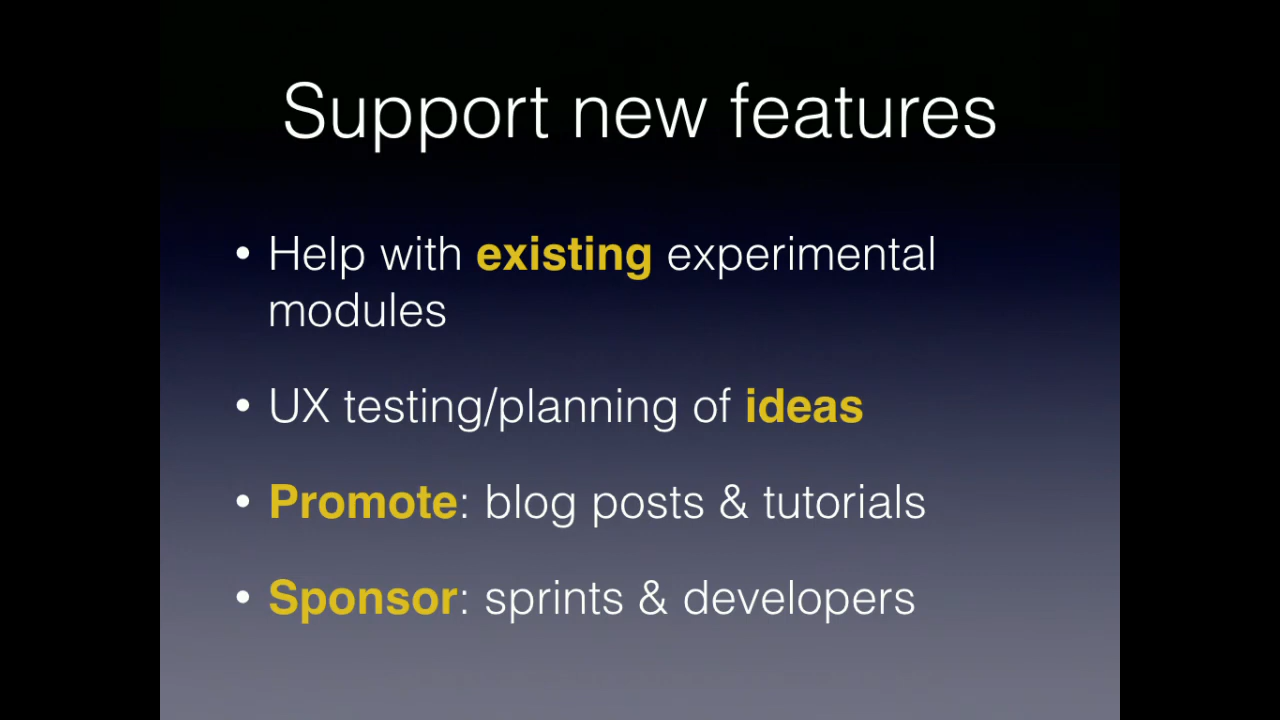 Support new features
• Help with existing experimental
modules
• UX testing/planning of ideas
• Promote: blog posts & tutorials
• Sponsor: sprints & developers